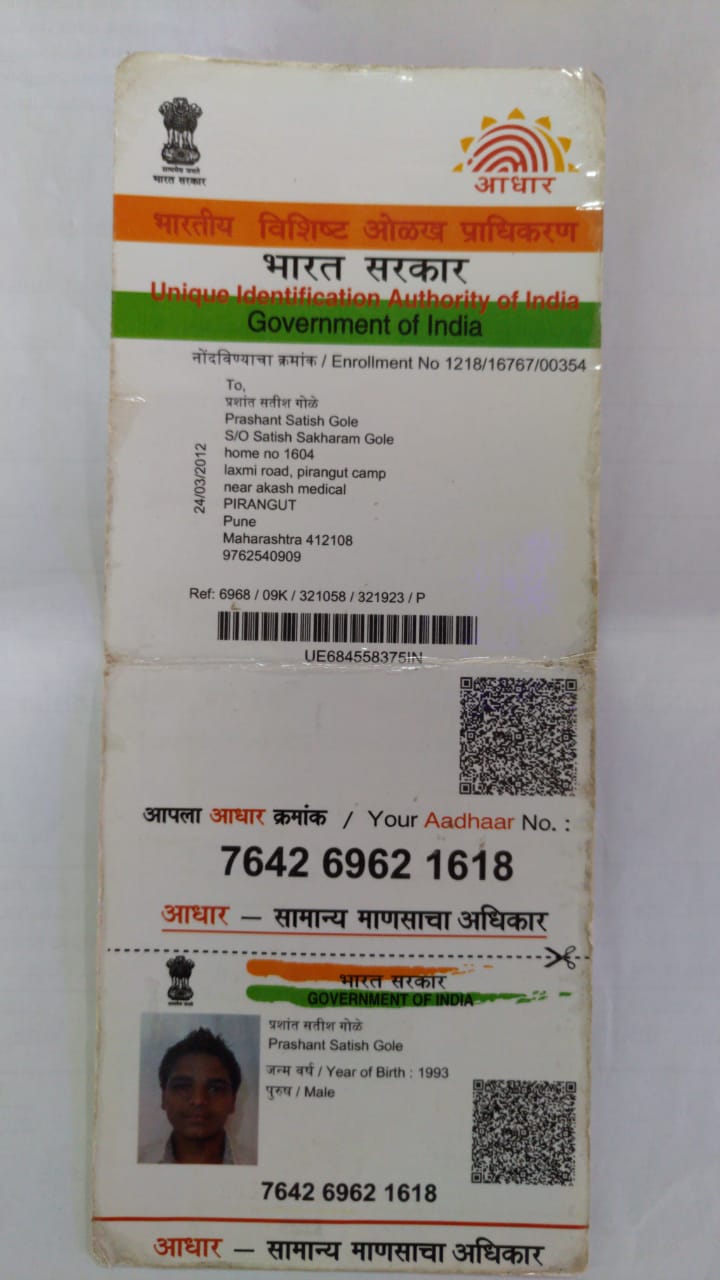 सत्यमेव जयते
भारत सरकार
आधार
भारतीय विशिष्ट ओळख प्राधिकरण
भारत सरकार
Unique Identification Authority of India
Government of India
नोंदविण्याचा क्रमांक / Enrollment No 1218/16767/00354
24/03/2012
To,
प्रशांत सतीश गोळे
Prashant Satish Gole
S/O Satish Sakharam Gole
home no 1604
laxmi road, pirangut camp
near akash medical
PIRANGUT
Pune
Maharashtra 412108
9762540909
Ref: 6968 / 09K / 321058 / 321923 / P
UE684558375IN
आपला आधार क्रमांक / Your Aadhaar No. :
7642 6962 1618
आधार — सामान्य माणसाचा अधिकार
भारत सरकार
GOVERNMENT OF INDIA
प्रशांत सतीश गोळे
Prashant Satish Gole
जन्म वर्ष / Year of Birth : 1993
पुरुष / Male
7642 6962 1618
आधार — सामान्य माणसाचा अधिकार